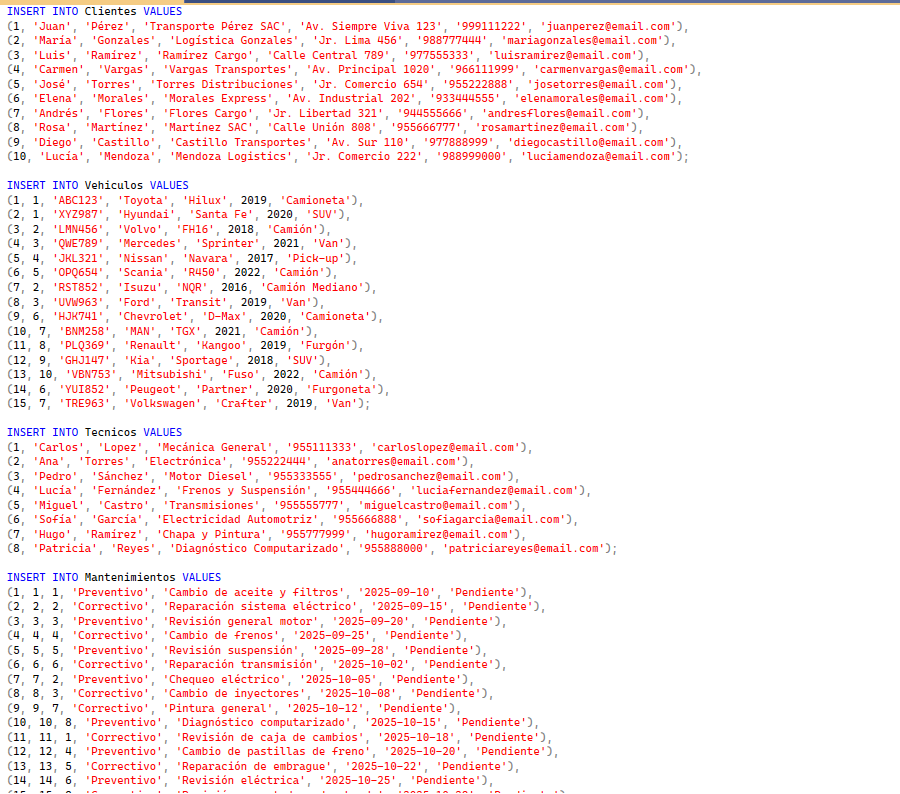 INSERT INTO Clientes VALUES
(1, 'Juan', 'Pérez', 'Transporte Pérez SAC', 'Av. Siempre Viva 123', '999111222', 'juanperez@email.com'),
(2, 'María', 'Gonzales', 'Logística Gonzales', 'Jr. Lima 456', '988777444', 'mariagonzales@email.com'),
(3, 'Luis', 'Ramírez', 'Ramírez Cargo', 'Calle Central 789', '977555333', 'luisramirez@email.com'),
(4, 'Carmen', 'Vargas', 'Vargas Transportes', 'Av. Principal 1020', '966111999', 'carmenvargas@email.com'),
(5, 'José', 'Torres', 'Torres Distribuciones', 'Jr. Comercio 654', '955222888', 'josetorres@email.com'),
(6, 'Elena', 'Morales', 'Morales Express', 'Av. Industrial 202', '933444555', 'elenamorales@email.com'),
(7, 'Andrés', 'Flores', 'Flores Cargo', 'Jr. Libertad 321', '944555666', 'andresflores@email.com'),
(8, 'Rosa', 'Martínez', 'Martínez SAC', 'Calle Unión 808', '955666777', 'rosamartinez@email.com'),
(9, 'Diego', 'Castillo', 'Castillo Transportes', 'Av. Sur 110', '977888999', 'diegocastillo@email.com'),
(10, 'Lucía', 'Mendoza', 'Mendoza Logistics', 'Jr. Comercio 222', '988999000', 'luciamendoza@email.com');
INSERT INTO Vehiculos VALUES
(1, 1, 'ABC123', 'Toyota', 'Hilux', 2019, 'Camioneta'),
(2, 1, 'XYZ987', 'Hyundai', 'Santa Fe', 2020, 'SUV'),
(3, 2, 'LMN456', 'Volvo', 'FH16', 2018, 'Camión'),
(4, 3, 'QWE789', 'Mercedes', 'Sprinter', 2021, 'Van'),
(5, 4, 'JKL321', 'Nissan', 'Navara', 2017, 'Pick-up'),
(6, 5, 'OPQ654', 'Scania', 'R450', 2022, 'Camión'),
(7, 2, 'RST852', 'Isuzu', 'NQR', 2016, 'Camión Mediano'),
(8, 3, 'UVW963', 'Ford', 'Transit', 2019, 'Van'),
(9, 6, 'HJK741', 'Chevrolet', 'D-Max', 2020, 'Camioneta'),
(10, 7, 'BNM258', 'MAN', 'TGX', 2021, 'Camión'),
(11, 8, 'PLQ369', 'Renault', 'Kangoo', 2019, 'Furgón'),
(12, 9, 'GHJ147', 'Kia', 'Sportage', 2018, 'SUV'),
(13, 10, 'VBN753', 'Mitsubishi', 'Fuso', 2022, 'Camión'),
(14, 6, 'YUI852', 'Peugeot', 'Partner', 2020, 'Furgoneta'),
(15, 7, 'TRE963', 'Volkswagen', 'Crafter', 2019, 'Van');
INSERT INTO Tecnicos VALUES
(1, 'Carlos', 'Lopez', 'Mecánica General', '955111333', 'carloslopez@email.com'),
(2, 'Ana', 'Torres', 'Electrónica', '955222444', 'anatorres@email.com'),
(3, 'Pedro', 'Sánchez', 'Motor Diesel', '955333555', 'pedrosanchez@email.com'),
(4, 'Lucía', 'Fernández', 'Frenos y Suspensión', '955444666', 'luciafernandez@email.com'),
(5, 'Miguel', 'Castro', 'Transmisiones', '955555777', 'miguelcastro@email.com'),
(6, 'Sofía', 'García', 'Electricidad Automotriz', '955666888', 'sofiagarcia@email.com'),
(7, 'Hugo', 'Ramírez', 'Chapa y Pintura', '955777999', 'hugoramirez@email.com'),
(8, 'Patricia', 'Reyes', 'Diagnóstico Computarizado', '955888000', 'patriciareyes@email.com');
INSERT INTO Mantenimientos VALUES
(1, 1, 1, 'Preventivo', 'Cambio de aceite y filtros', '2025-09-10', 'Pendiente'),
(2, 2, 2, 'Correctivo', 'Reparación sistema eléctrico', '2025-09-15', 'Pendiente'),
(3, 3, 3, 'Preventivo', 'Revisión general motor', '2025-09-20', 'Pendiente'),
(4, 4, 4, 'Correctivo', 'Cambio de frenos', '2025-09-25', 'Pendiente'),
(5, 5, 5, 'Preventivo', 'Revisión suspensión', '2025-09-28', 'Pendiente'),
(6, 6, 6, 'Correctivo', 'Reparación transmisión', '2025-10-02', 'Pendiente'),
(7, 7, 2, 'Preventivo', 'Chequeo eléctrico', '2025-10-05', 'Pendiente'),
(8, 8, 3, 'Correctivo', 'Cambio de inyectores', '2025-10-08', 'Pendiente'),
(9, 9, 7, 'Correctivo', 'Pintura general', '2025-10-12', 'Pendiente'),
(10, 10, 8, 'Preventivo', 'Diagnóstico computarizado', '2025-10-15', 'Pendiente'),
(11, 11, 1, 'Correctivo', 'Revisión de caja de cambios', '2025-10-18', 'Pendiente'),
(12, 12, 4, 'Preventivo', 'Cambio de pastillas de freno', '2025-10-20', 'Pendiente'),
(13, 13, 5, 'Correctivo', 'Reparación de embrague', '2025-10-22', 'Pendiente'),
(14, 14, 6, 'Preventivo', 'Revisión eléctrica', '2025-10-25', 'Pendiente'),